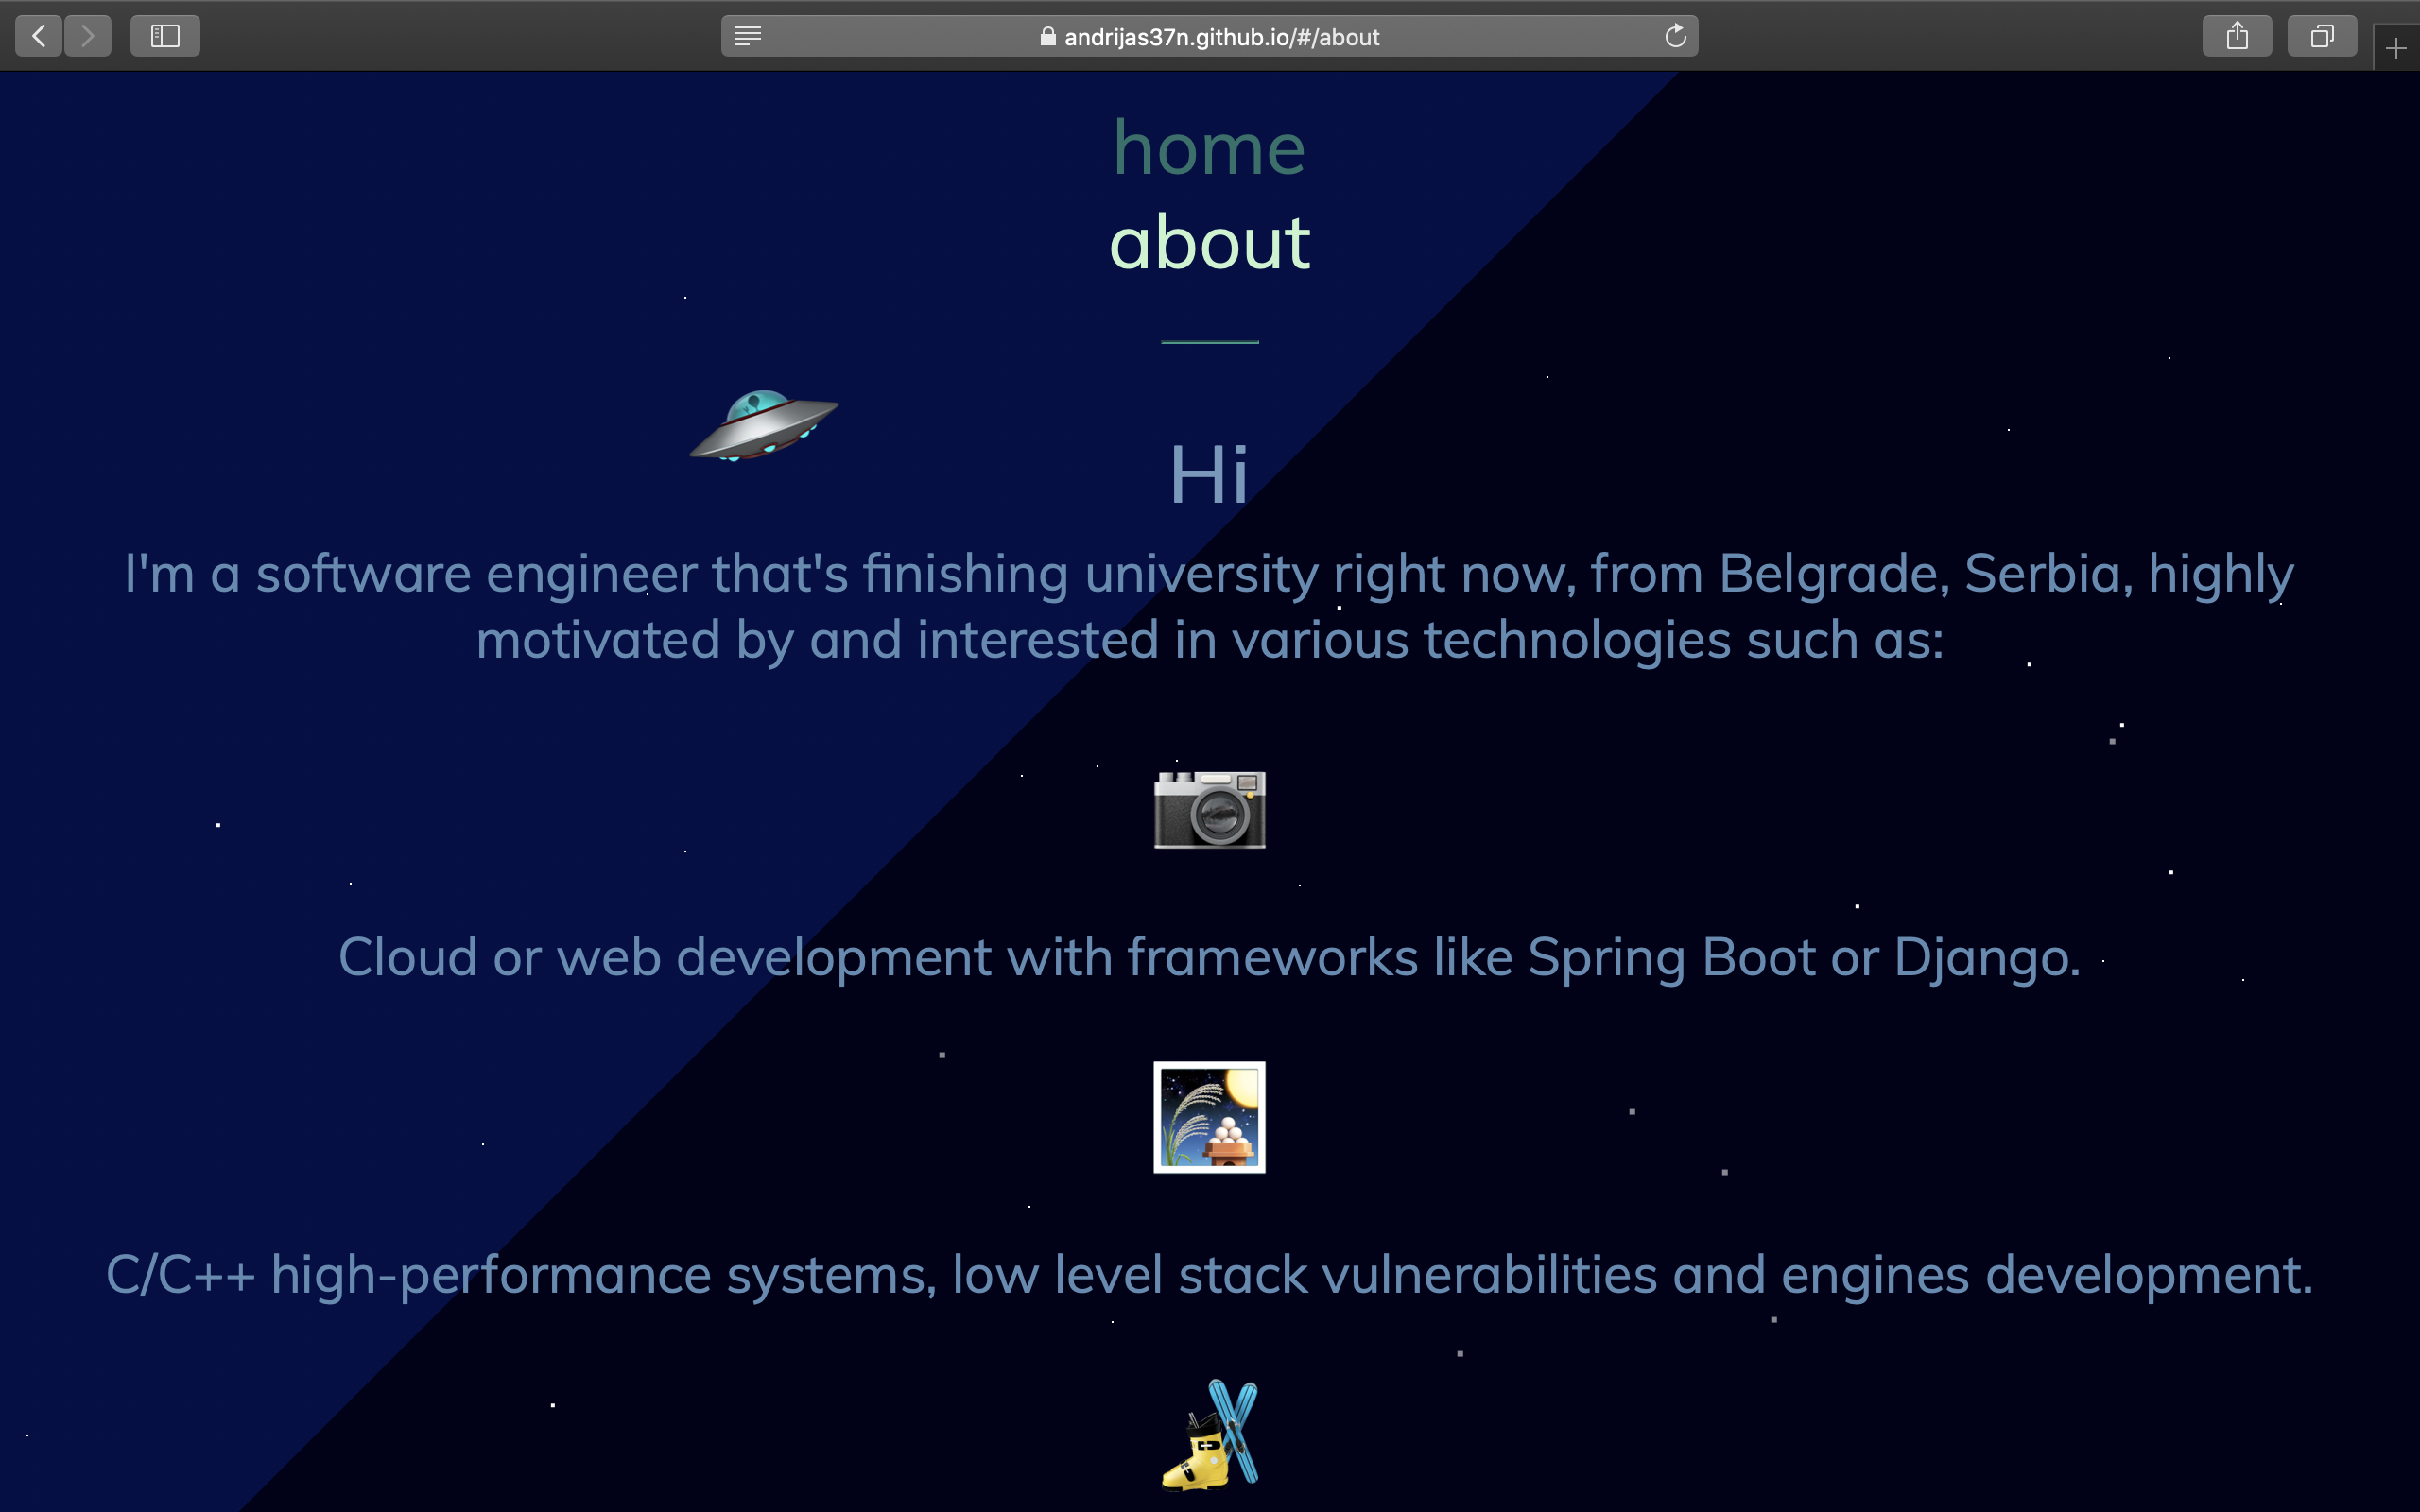 andrijas37n.github.io/#/about
home
about
Hi
I'm a software engineer that's finishing university right now, from Belgrade, Serbia, highly
motivated by and interested in various technologies such as:
Cloud or web development with frameworks like Spring Boot or Django.
C/C++ high-performance systems, low level stack vulnerabilities and engines development.